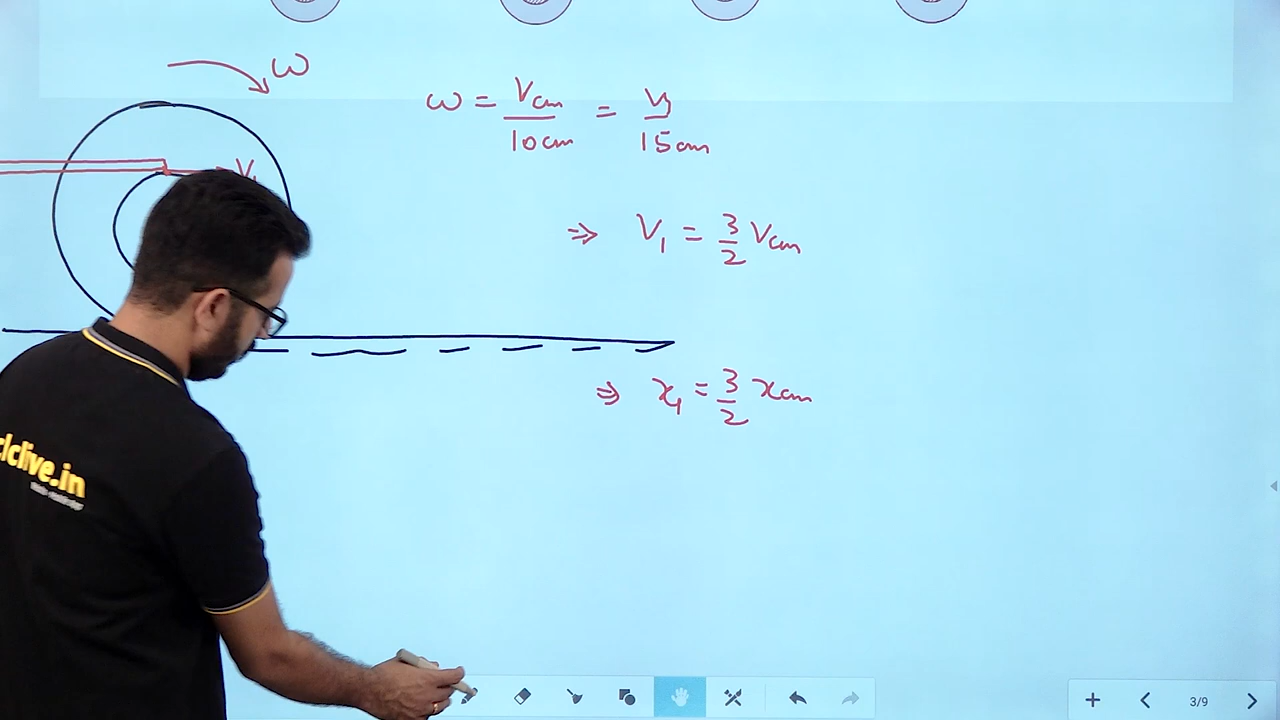 ω
ω = Vcm/10cm = V1/15cm
V1
⇒ V1 = 3/2 Vcm
⇒ x1 = 3/2 xcm
clclive.in
3/9